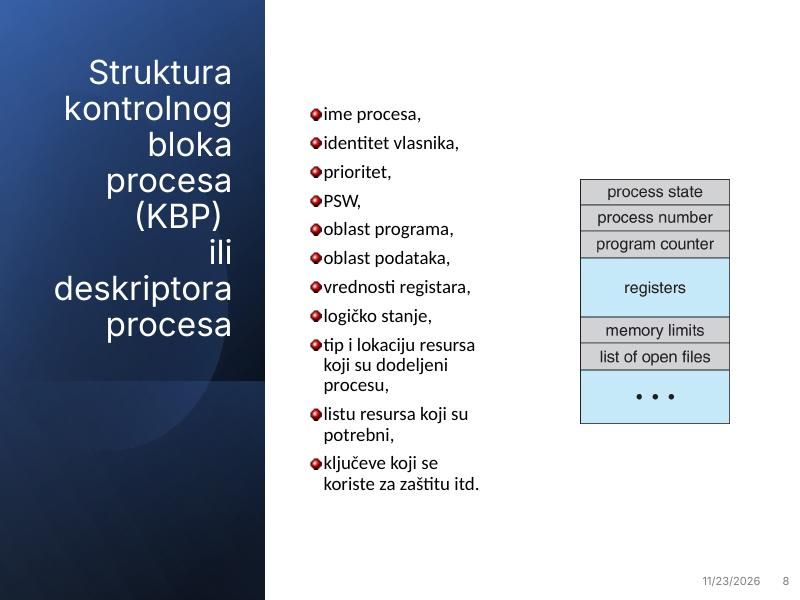 Struktura
kontrolnog
bloka
procesa
(KBP)
ili
deskriptora
procesa
ime procesa,
identitet vlasnika,
prioritet,
PSW,
oblast programa,
oblast podataka,
vrednosti registara,
logičko stanje,
tip i lokaciju resursa
koji su dodeljeni
procesu,
listu resursa koji su
potrebni,
ključeve koji se
koriste za zaštitu itd.
process state
process number
program counter
registers
memory limits
list of open files
• • •
11/23/2026 8